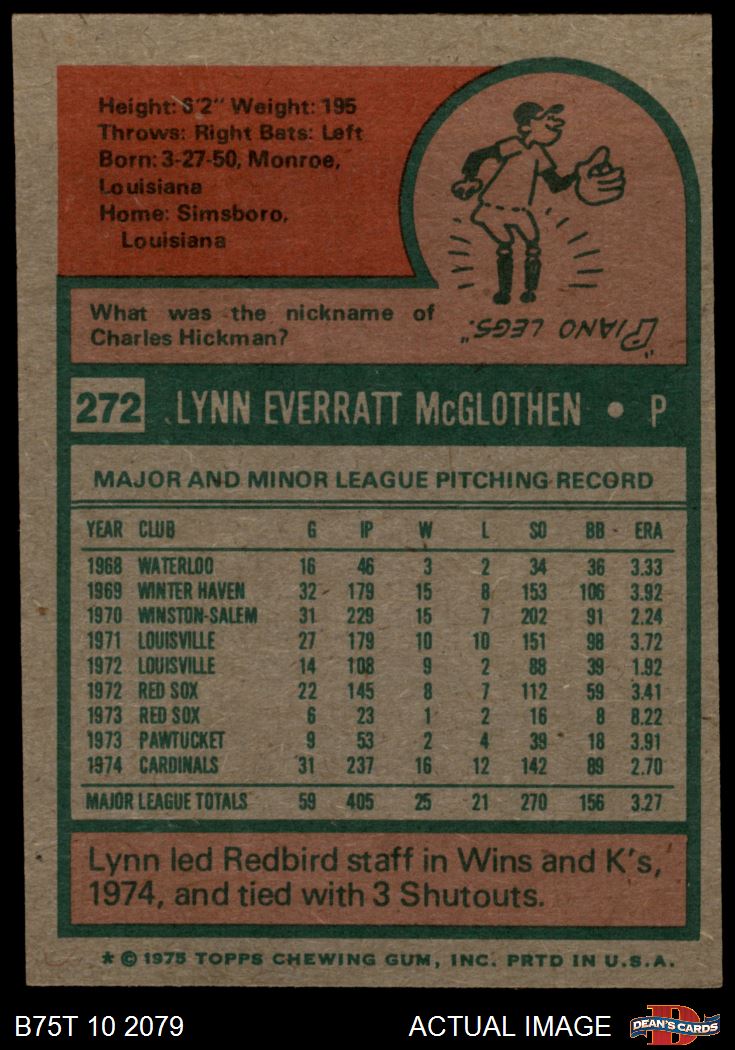 Height: 6'2" Weight: 195
Throws: Right Bats: Left
Born: 3-27-50, Monroe,
Louisiana
Home: Simsboro,
Louisiana
What was the nickname of
Charles Hickman?
"PIANO LEGS."
272 LYNN EVERRATT McGLOTHEN • P
MAJOR AND MINOR LEAGUE PITCHING RECORD
YEAR CLUB G IP W L SO BB ERA
1968 WATERLOO 16 46 3 2 34 36 3.33
1969 WINTER HAVEN 32 179 15 8 153 106 3.92
1970 WINSTON-SALEM 31 229 15 7 202 91 2.24
1971 LOUISVILLE 27 179 10 10 151 98 3.72
1972 LOUISVILLE 14 108 9 2 88 39 1.92
1972 RED SOX 22 145 8 7 112 59 3.41
1973 RED SOX 6 23 1 2 16 8 8.22
1973 PAWTUCKET 9 53 2 4 39 18 3.91
1974 CARDINALS 31 237 16 12 142 89 2.70
MAJOR LEAGUE TOTALS 59 405 25 21 270 156 3.27
Lynn led Redbird staff in Wins and K's,
1974, and tied with 3 Shutouts.
* © 1975 TOPPS CHEWING GUM, INC. PRTD IN U.S.A.
B75T 10 2079 ACTUAL IMAGE D DEAN'S CARDS